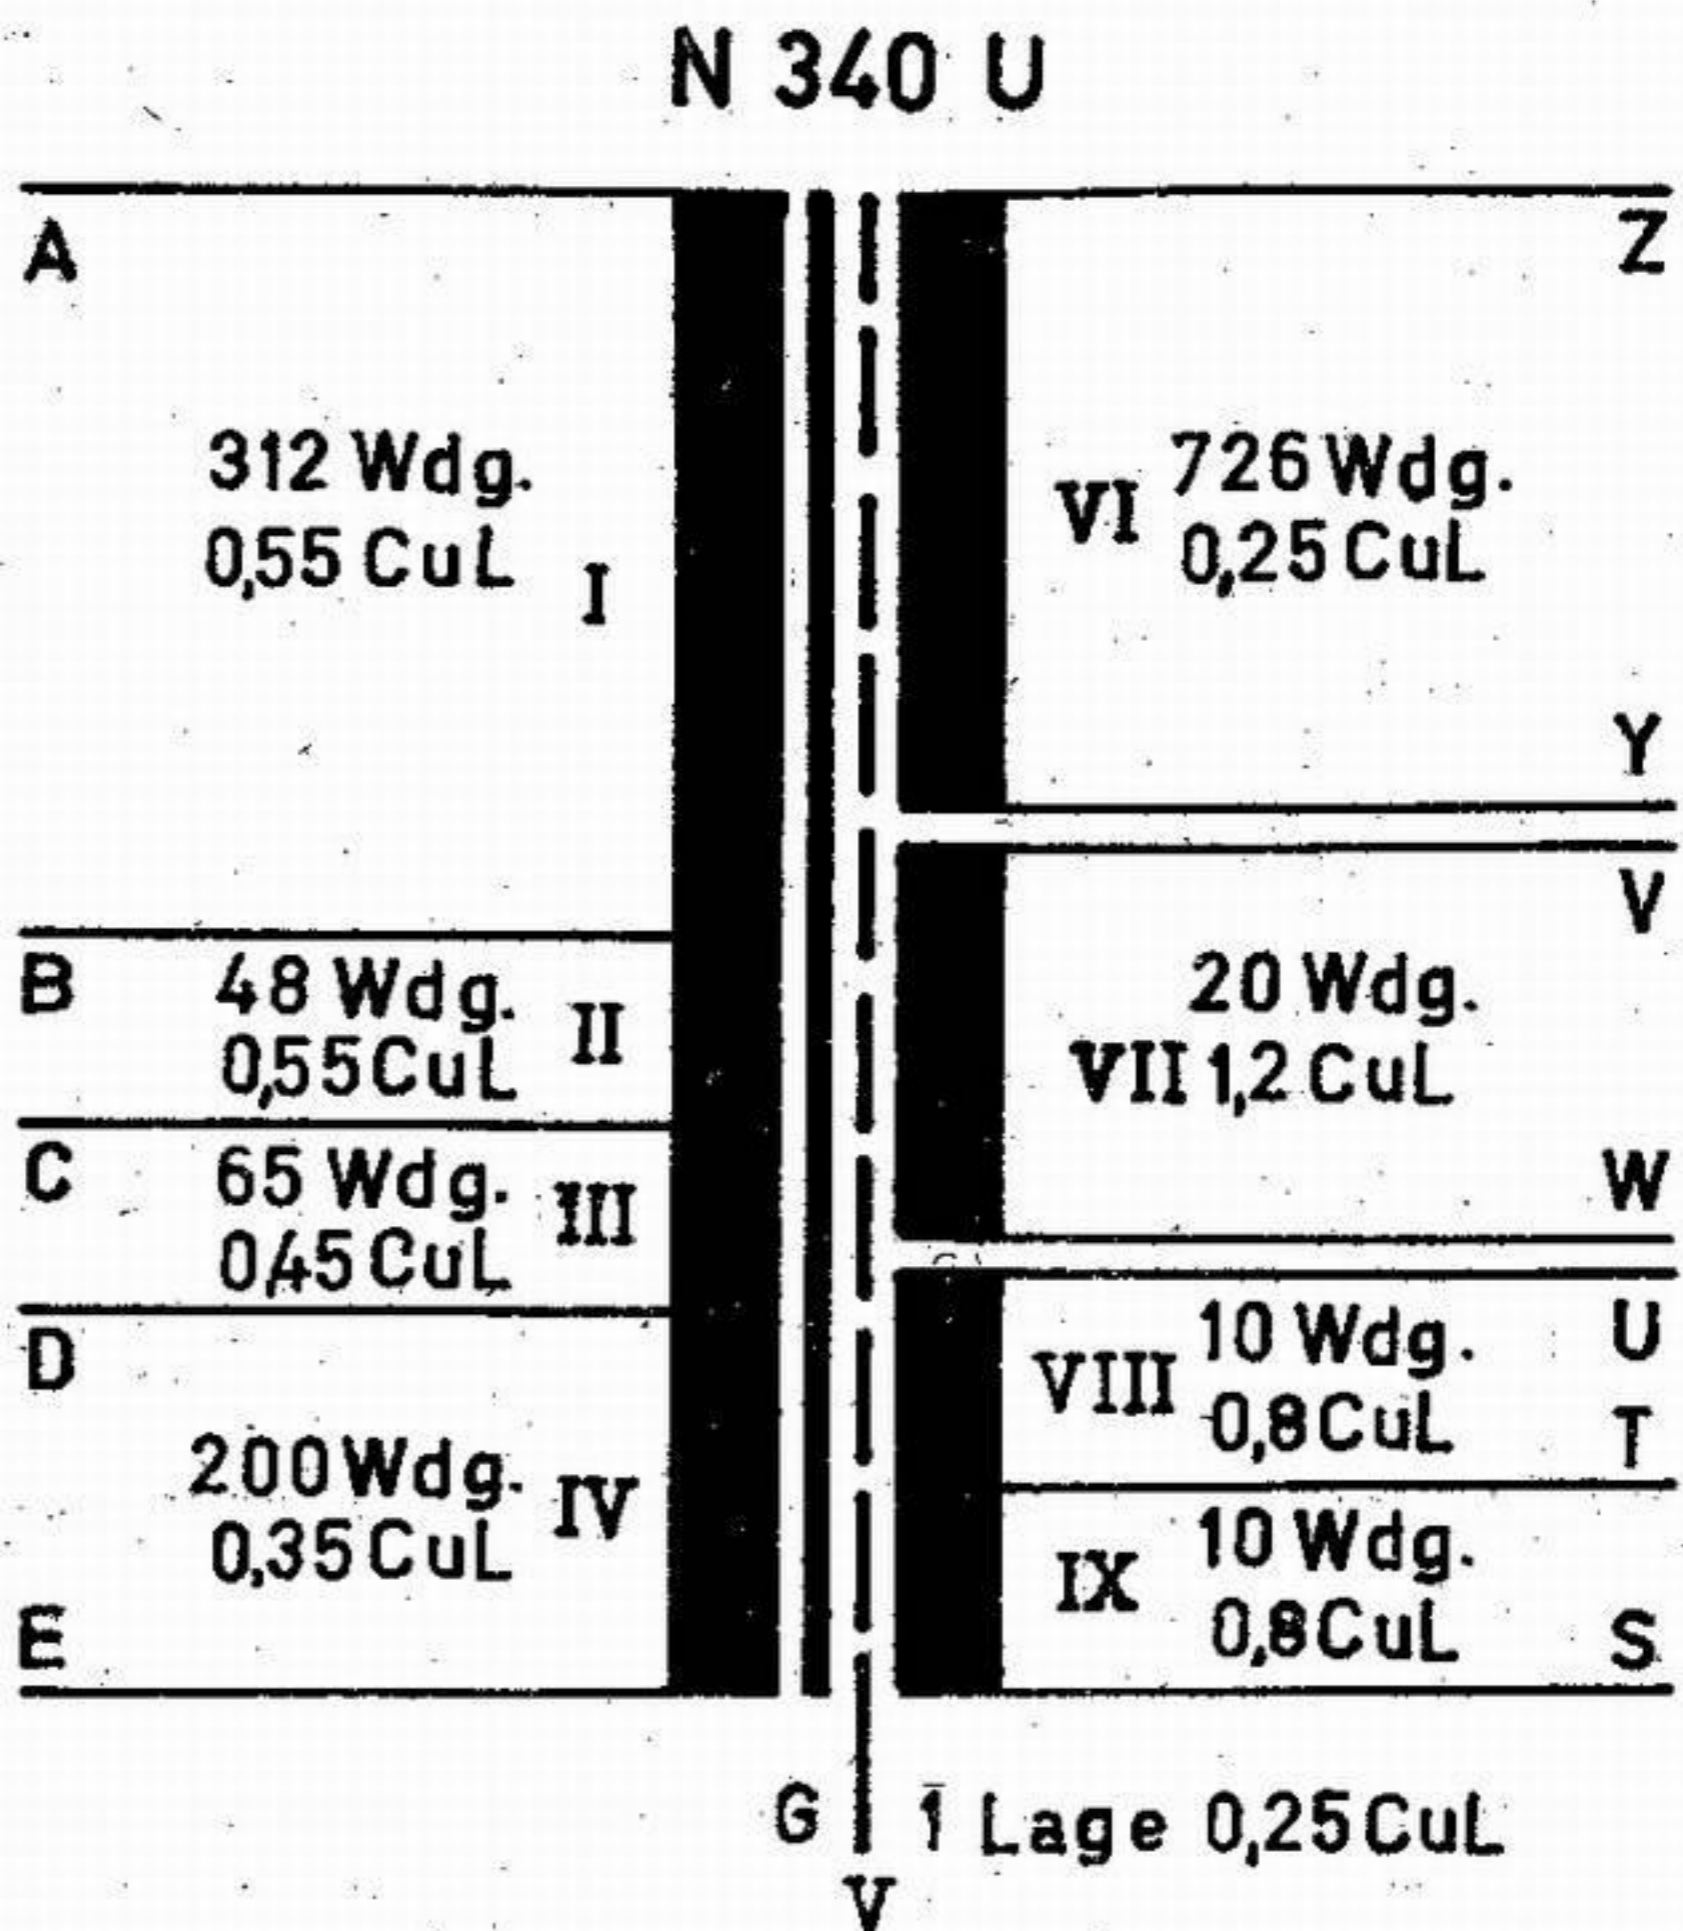 N 340 U
A
312 Wdg.
0,55 CuL
I
B
48 Wdg.
0,55 CuL
II
C
65 Wdg.
0,45 CuL
III
D
200 Wdg.
0,35 CuL
IV
E
Z
VI
726 Wdg.
0,25 CuL
Y
V
20 Wdg.
VII 1,2 CuL
W
U
VIII
10 Wdg.
0,8 CuL
T
IX
10 Wdg.
0,8 CuL
S
G 1 Lage 0,25 CuL
V